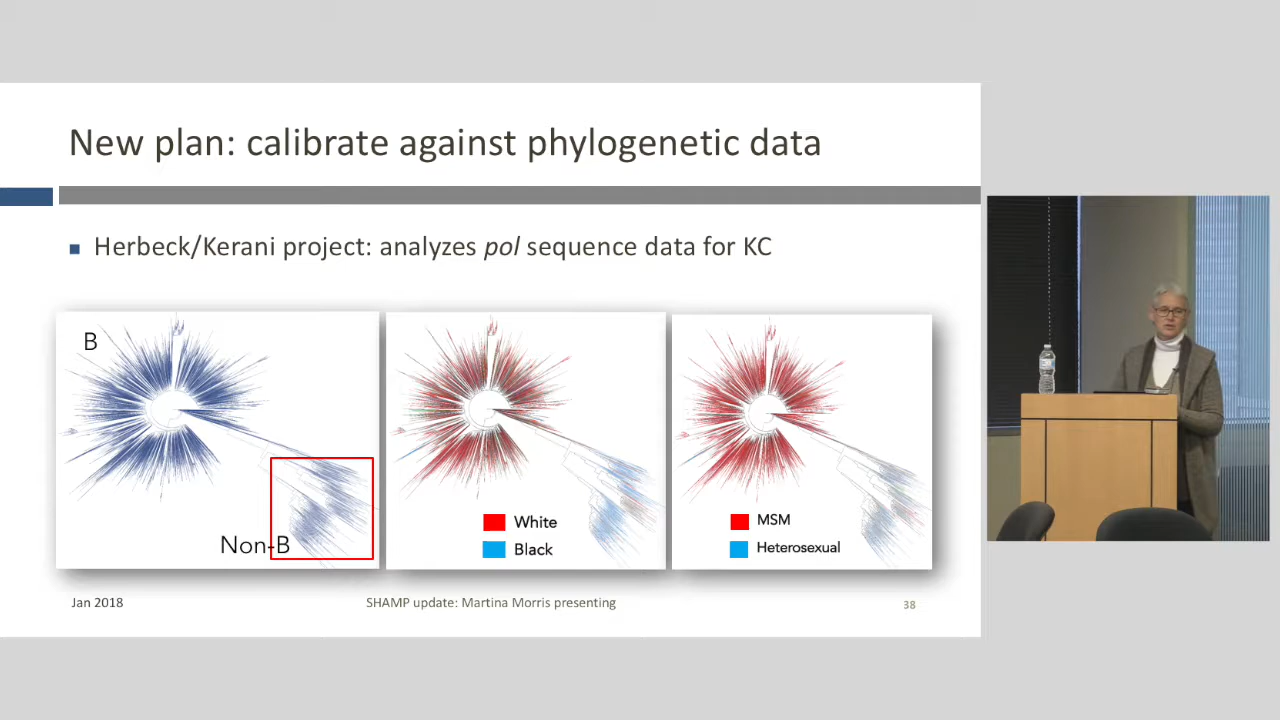 New plan: calibrate against phylogenetic data
Herbeck/Kerani project: analyzes pol sequence data for KC
B
Non-B
White
Black
MSM
Heterosexual
Jan 2018
SHAMP update: Martina Morris presenting
38